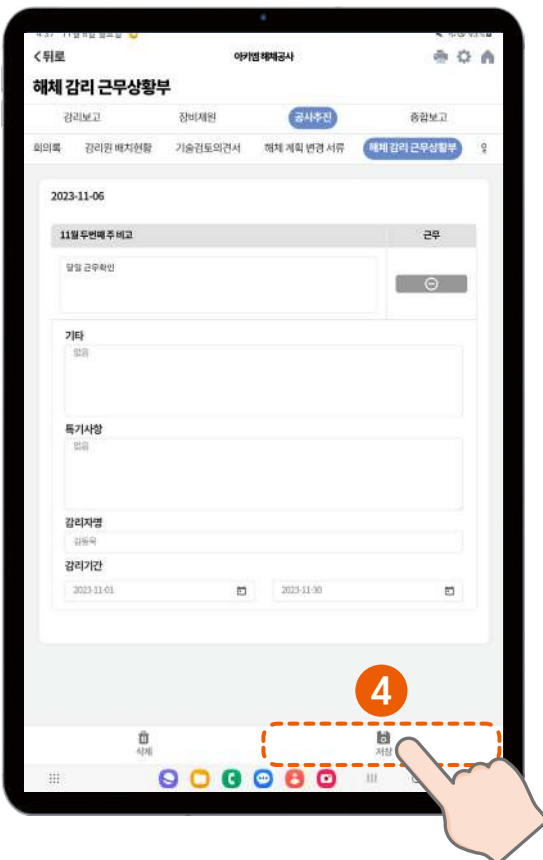 뒤로
아키엠 해체공사
해체 감리 근무상황부
감리보고 장비제원 공사추진 종합보고
회의록 감리원 배치현황 기술검토의견서 해체 계획 변경 서류 해체 감리 근무상황부
2023-11-06
11월 두번째 주 비고 근무
당일 근무확인
기타
없음
특기사항
없음
감리자명
김동욱
감리기간
2023-11-01 2023-11-30
4
삭제 저장